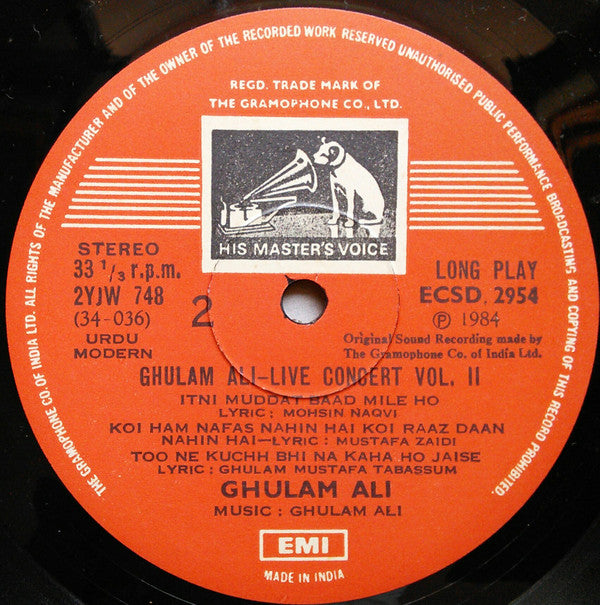 THE GRAMOPHONE CO. OF INDIA LTD. ALL RIGHTS OF THE MANUFACTURER AND OF THE OWNER OF THE RECORDED WORK RESERVED UNAUTHORISED PUBLIC PERFORMANCE BROADCASTING AND COPYING OF THIS RECORD PROHIBITED.
REGD. TRADE MARK OF
THE GRAMOPHONE CO., LTD.
HIS MASTER'S VOICE
STEREO
33 1/3 r.p.m.
2YJW 748
(34-036)
URDU
MODERN
2
LONG PLAY
ECSD. 2954
Ⓟ 1984
Original Sound Recording made by
The Gramophone Co. of India Ltd.
GHULAM ALI-LIVE CONCERT VOL. II
ITNI MUDDAT BAAD MILE HO
LYRIC : MOHSIN NAQVI
KOI HAM NAFAS NAHIN HAI KOI RAAZ DAAN
NAHIN HAI—LYRIC : MUSTAFA ZAIDI
TOO NE KUCHH BHI NA KAHA HO JAISE
LYRIC : GHULAM MUSTAFA TABASSUM
GHULAM ALI
MUSIC : GHULAM ALI
EMI
MADE IN INDIA